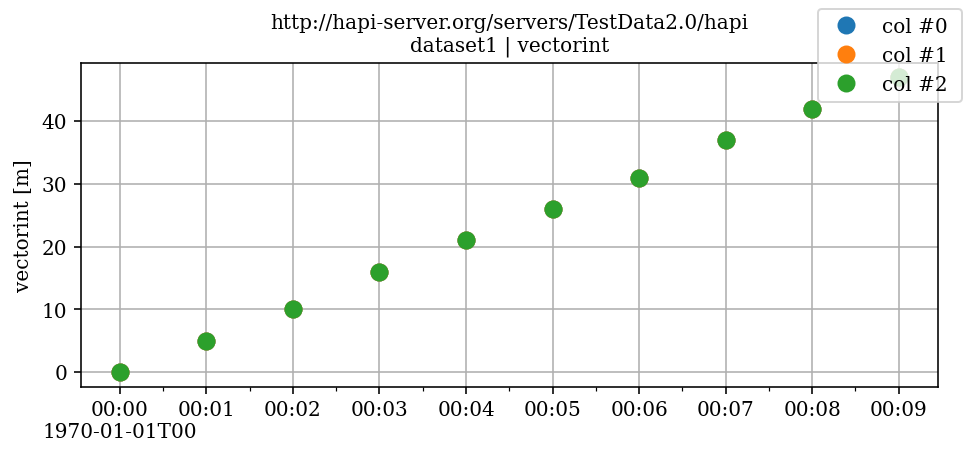 http://hapi-server.org/servers/TestData2.0/hapi
dataset1 | vectorint
col #0
col #1
col #2
vectorint [m]
40
30
20
10
0
00:00 00:01 00:02 00:03 00:04 00:05 00:06 00:07 00:08 00:09
1970-01-01T00